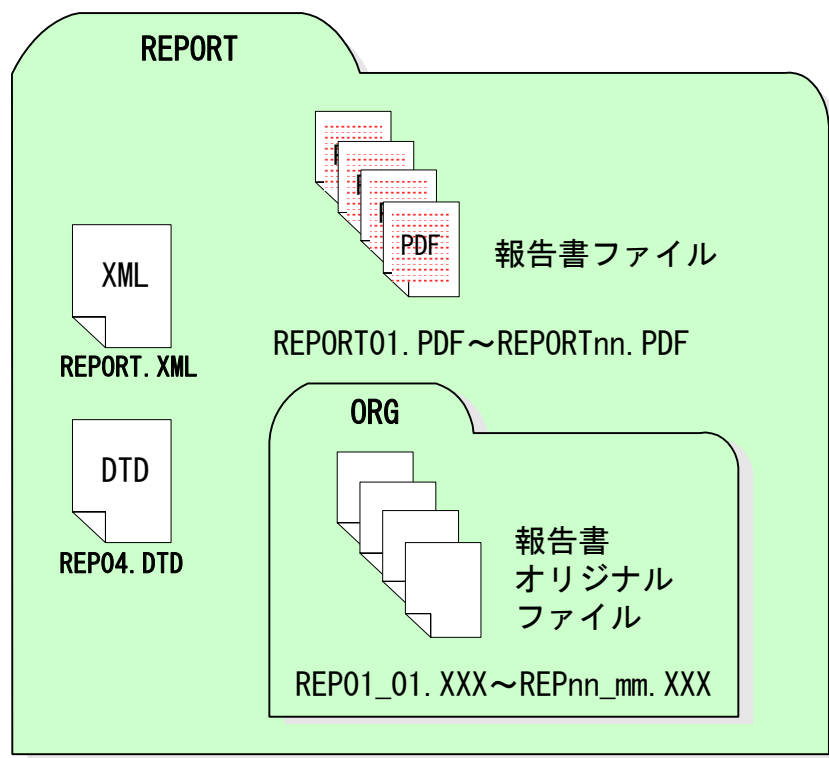 REPORT
PDF
報告書ファイル
REPORT01.PDF～REPORTnn.PDF
XML
REPORT.XML
DTD
REP04.DTD
ORG
報告書
オリジナル
ファイル
REP01_01.XXX～REPnn_mm.XXX